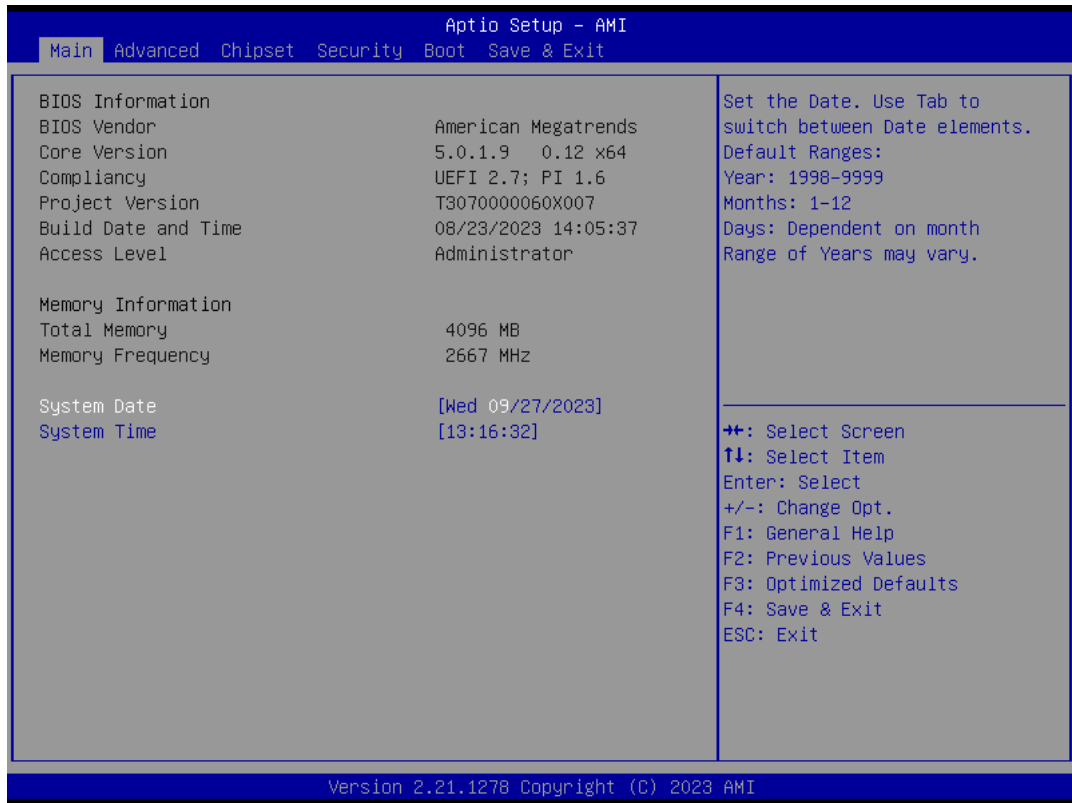 Aptio Setup – AMI
Main Advanced Chipset Security Boot Save & Exit
BIOS Information
BIOS Vendor American Megatrends
Core Version 5.0.1.9 0.12 x64
Compliancy UEFI 2.7; PI 1.6
Project Version T3070000060X007
Build Date and Time 08/23/2023 14:05:37
Access Level Administrator
Memory Information
Total Memory 4096 MB
Memory Frequency 2667 MHz
System Date [Wed 09/27/2023]
System Time [13:16:32]
Set the Date. Use Tab to
switch between Date elements.
Default Ranges:
Year: 1998-9999
Months: 1-12
Days: Dependent on month
Range of Years may vary.
→←: Select Screen
↑↓: Select Item
Enter: Select
+/-: Change Opt.
F1: General Help
F2: Previous Values
F3: Optimized Defaults
F4: Save & Exit
ESC: Exit
Version 2.21.1278 Copyright (C) 2023 AMI